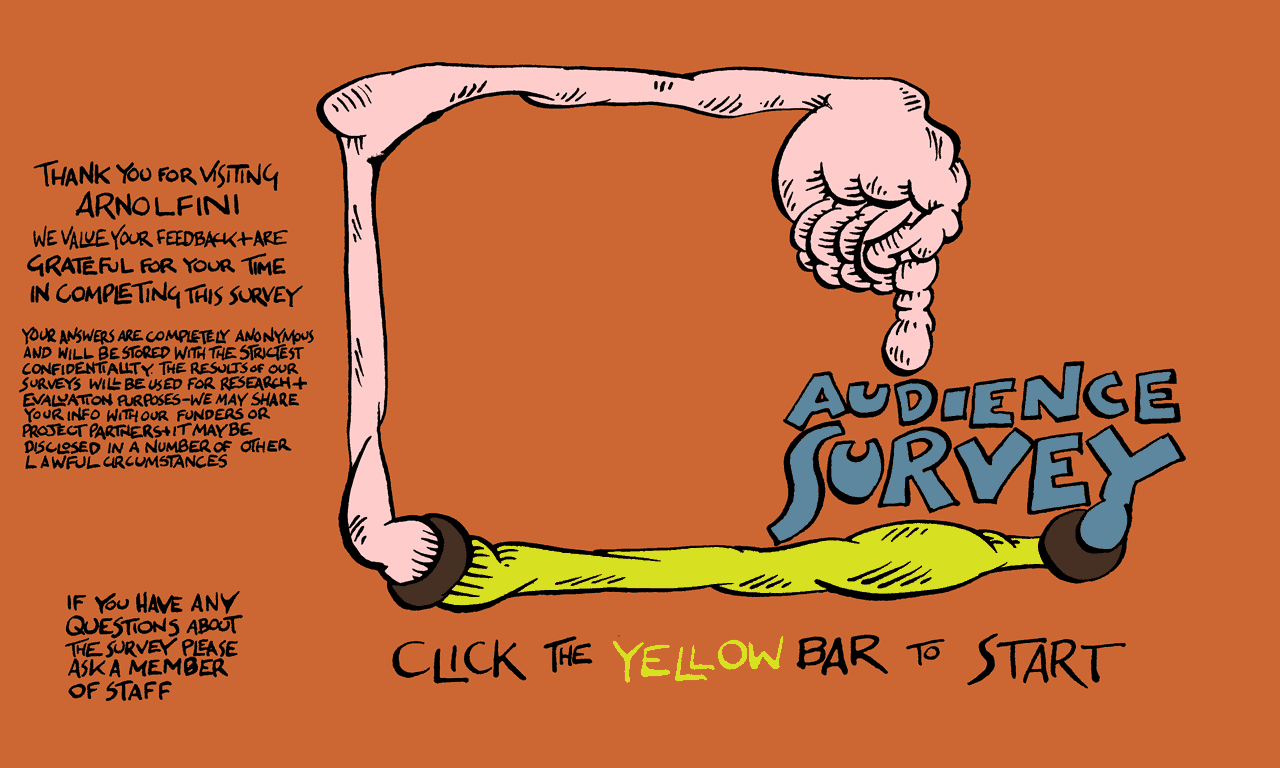 THANK YOU FOR VISITING
ARNOLFINI
WE VALUE YOUR FEEDBACK + ARE
GRATEFUL FOR YOUR TIME
IN COMPLETING THIS SURVEY
YOUR ANSWERS ARE COMPLETELY ANONYMOUS
AND WILL BE STORED WITH THE STRICTEST
CONFIDENTIALITY. THE RESULTS OF OUR
SURVEYS WILL BE USED FOR RESEARCH +
EVALUATION PURPOSES - WE MAY SHARE
YOUR INFO WITH OUR FUNDERS OR
PROJECT PARTNERS + IT MAY BE
DISCLOSED IN A NUMBER OF OTHER
LAWFUL CIRCUMSTANCES
IF YOU HAVE ANY
QUESTIONS ABOUT
THE SURVEY PLEASE
ASK A MEMBER
OF STAFF
AUDIENCE
SURVEY
CLICK THE YELLOW BAR TO START